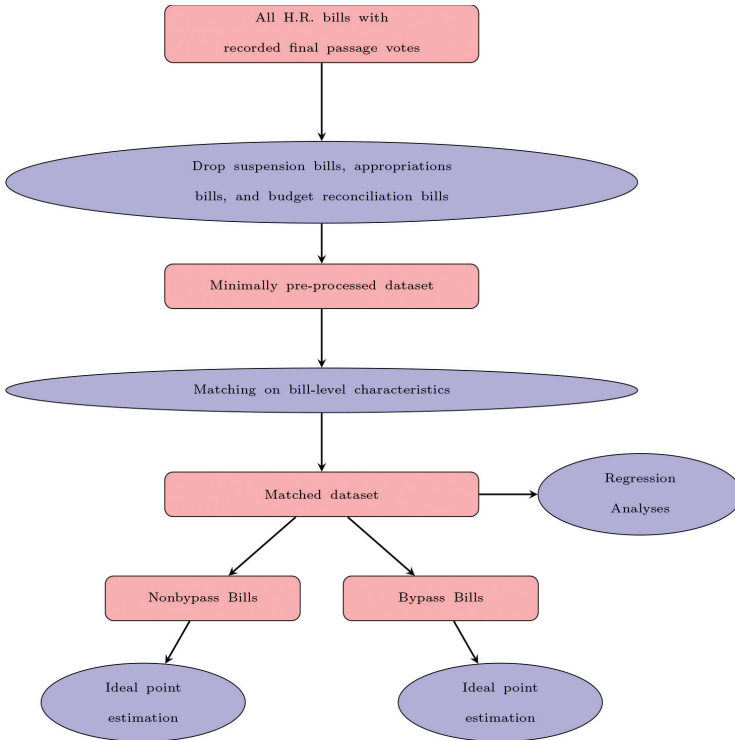 All H.R. bills with
recorded final passage votes
Drop suspension bills, appropriations
bills, and budget reconciliation bills
Minimally pre-processed dataset
Matching on bill-level characteristics
Matched dataset
Regression
Analyses
Nonbypass Bills
Bypass Bills
Ideal point
estimation
Ideal point
estimation